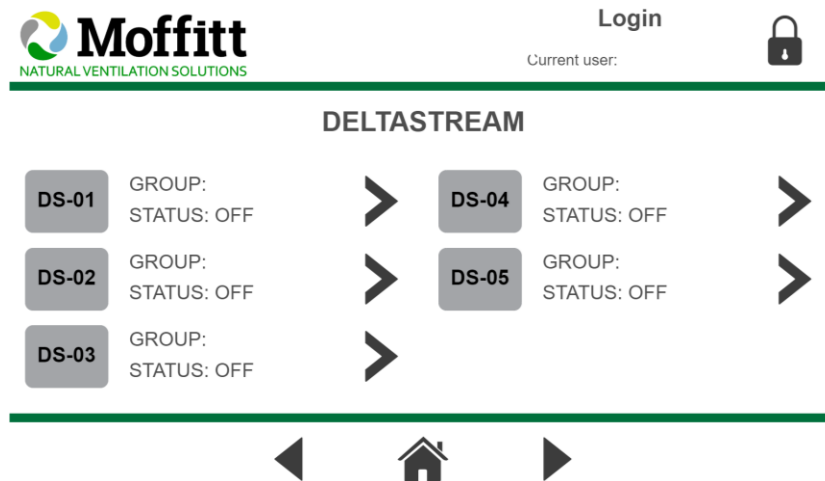 Moffitt
NATURAL VENTILATION SOLUTIONS
Login
Current user:
DELTASTREAM
DS-01
GROUP:
STATUS: OFF
DS-02
GROUP:
STATUS: OFF
DS-03
GROUP:
STATUS: OFF
DS-04
GROUP:
STATUS: OFF
DS-05
GROUP:
STATUS: OFF